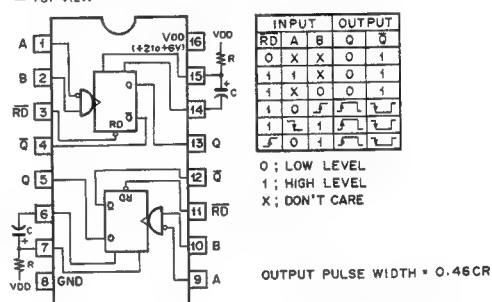 TOP VIEW
A 1
B 2
RD 3
Q 4
Q 5
6
7
8 GND
VDD
(+2 to +6V)
16
15
14
13 Q
12 Q
11 RD
10 B
9 A
VDD
R
C
+
RD
Q
Q
RD
Q
Q
C
+
R
VDD
INPUT OUTPUT
RD A B Q Q
0 X X 0 1
1 1 X 0 1
1 X 0 0 1
1 0
1 1
0 1
0 ; LOW LEVEL
1 ; HIGH LEVEL
X ; DON'T CARE
OUTPUT PULSE WIDTH = 0.46CR